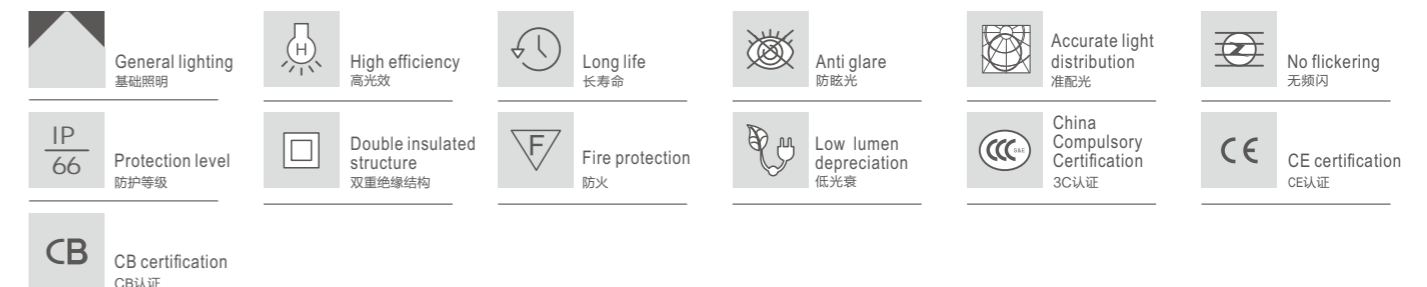 General lighting
基础照明
H
High efficiency
高光效
Long life
长寿命
Anti glare
防眩光
Accurate light
distribution
准配光
No flickering
无频闪
IP
66
Protection level
防护等级
Double insulated
structure
双重绝缘结构
F
Fire protection
防火
Low lumen
depreciation
低光衰
CCC S&E
China
Compulsory
Certification
3C认证
CE
CE certification
CE认证
CB
CB certification
CB认证